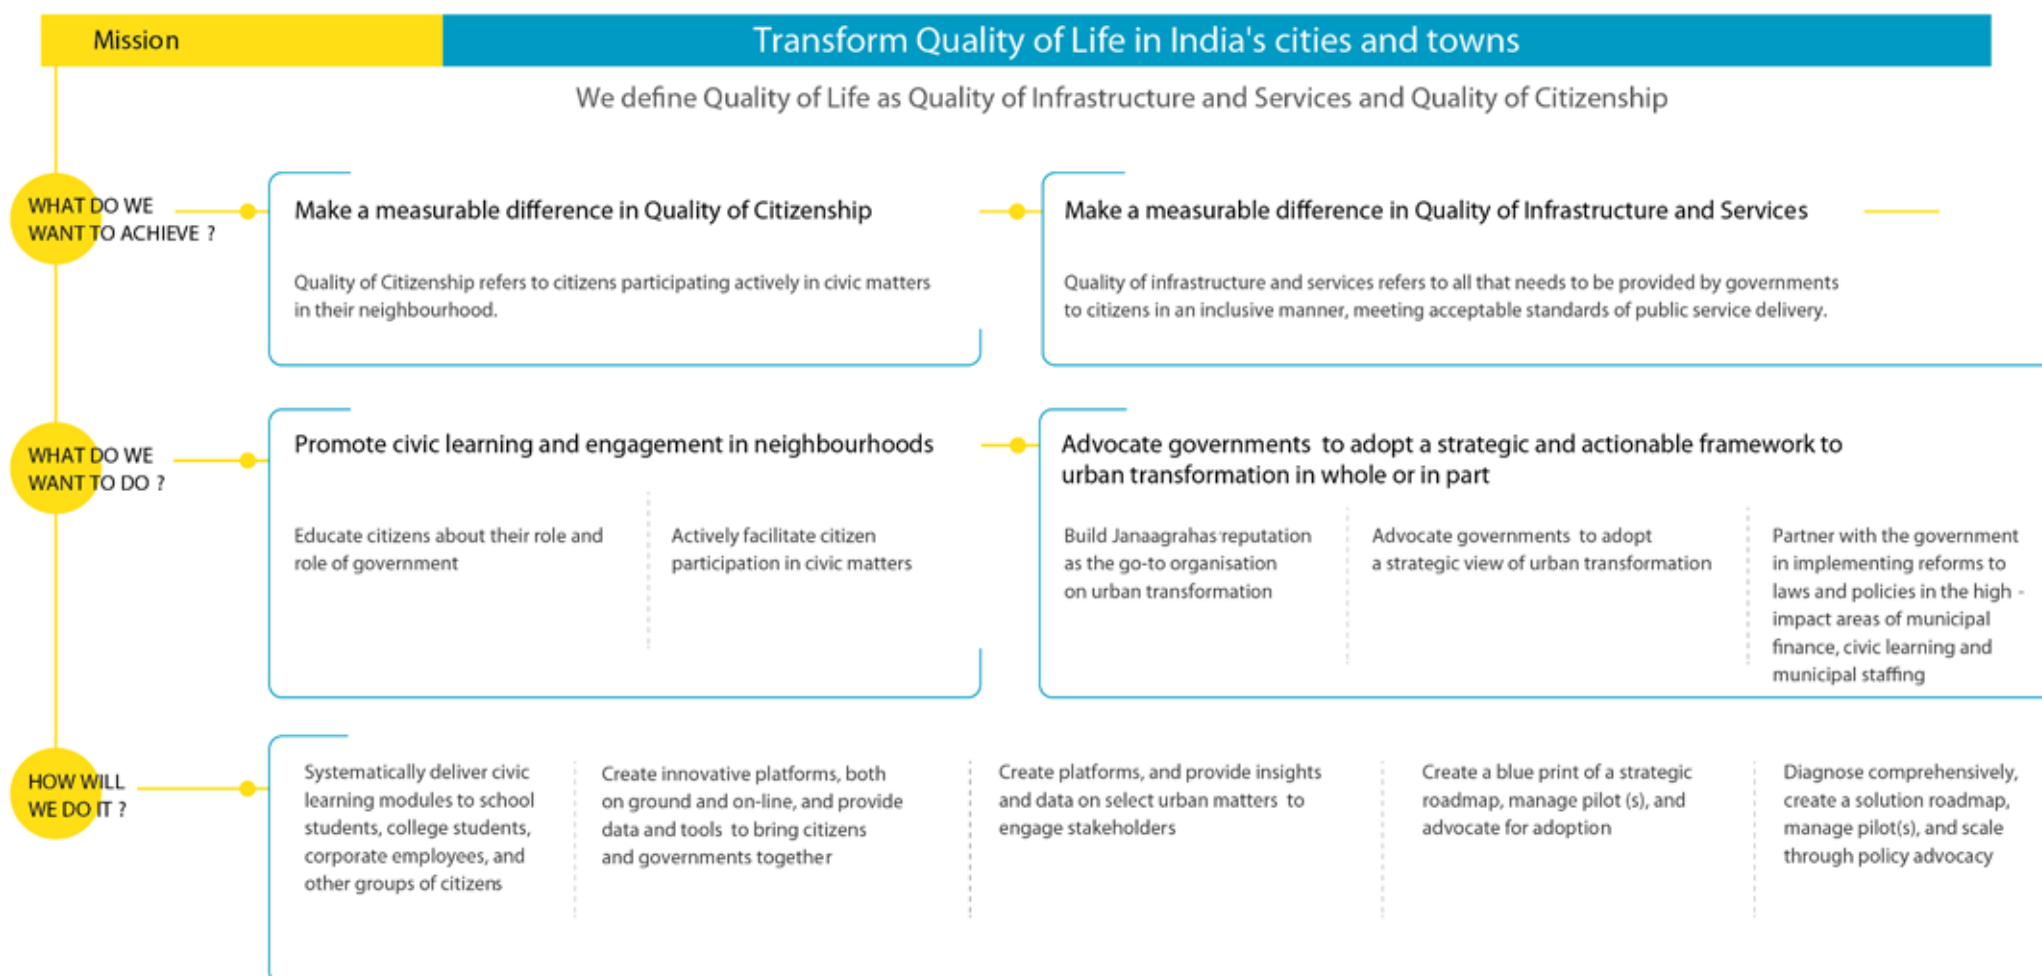 Mission
Transform Quality of Life in India's cities and towns
We define Quality of Life as Quality of Infrastructure and Services and Quality of Citizenship
WHAT DO WE
WANT TO ACHIEVE ?
Make a measurable difference in Quality of Citizenship
Quality of Citizenship refers to citizens participating actively in civic matters
in their neighbourhood.
Make a measurable difference in Quality of Infrastructure and Services
Quality of infrastructure and services refers to all that needs to be provided by governments
to citizens in an inclusive manner, meeting acceptable standards of public service delivery.
WHAT DO WE
WANT TO DO ?
Promote civic learning and engagement in neighbourhoods
Educate citizens about their role and
role of government
Actively facilitate citizen
participation in civic matters
Advocate governments to adopt a strategic and actionable framework to
urban transformation in whole or in part
Build Janaagrahas reputation
as the go-to organisation
on urban transformation
Advocate governments to adopt
a strategic view of urban transformation
Partner with the government
in implementing reforms to
laws and policies in the high -
impact areas of municipal
finance, civic learning and
municipal staffing
HOW WILL
WE DO IT ?
Systematically deliver civic
learning modules to school
students, college students,
corporate employees, and
other groups of citizens
Create innovative platforms, both
on ground and on-line, and provide
data and tools to bring citizens
and governments together
Create platforms, and provide insights
and data on select urban matters to
engage stakeholders
Create a blue print of a strategic
roadmap, manage pilot (s), and
advocate for adoption
Diagnose comprehensively,
create a solution roadmap,
manage pilot(s), and scale
through policy advocacy